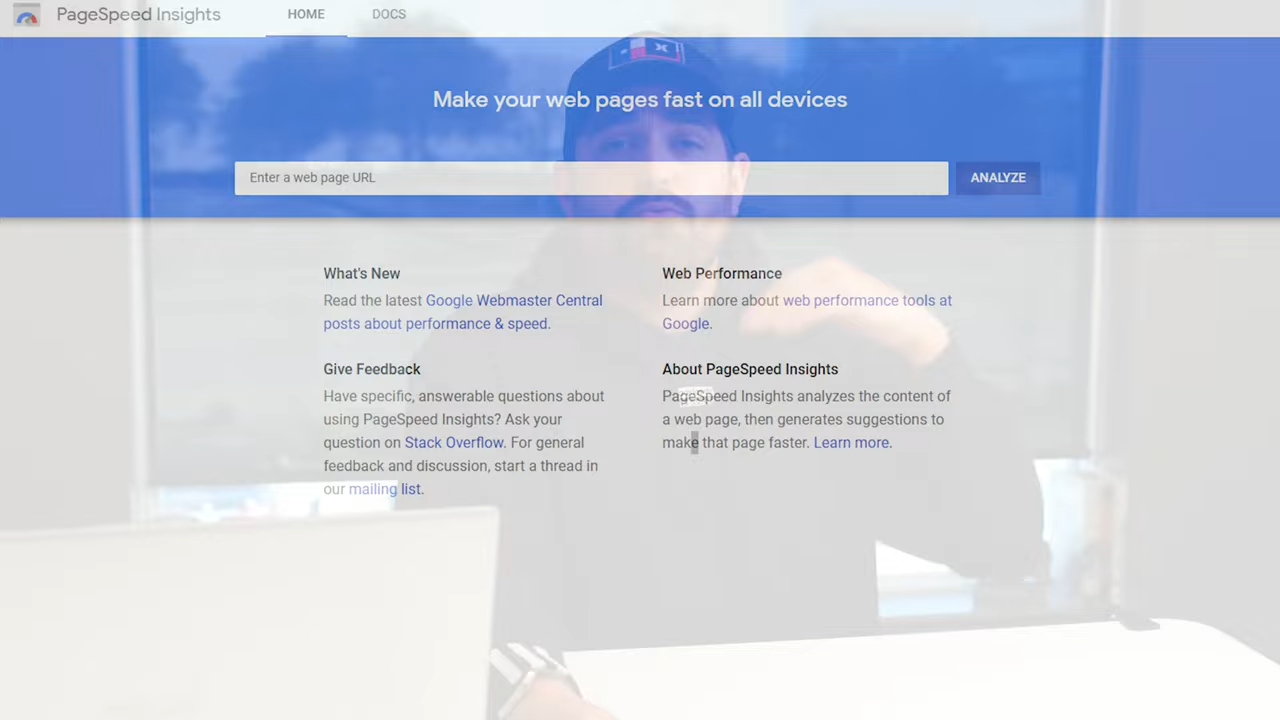 PageSpeed Insights
HOME
DOCS
Make your web pages fast on all devices
Enter a web page URL
ANALYZE
What's New
Read the latest Google Webmaster Central
posts about performance & speed.
Give Feedback
Have specific, answerable questions about
using PageSpeed Insights? Ask your
question on Stack Overflow. For general
feedback and discussion, start a thread in
our mailing list.
Web Performance
Learn more about web performance tools at
Google.
About PageSpeed Insights
PageSpeed Insights analyzes the content of
a web page, then generates suggestions to
make that page faster. Learn more.
X